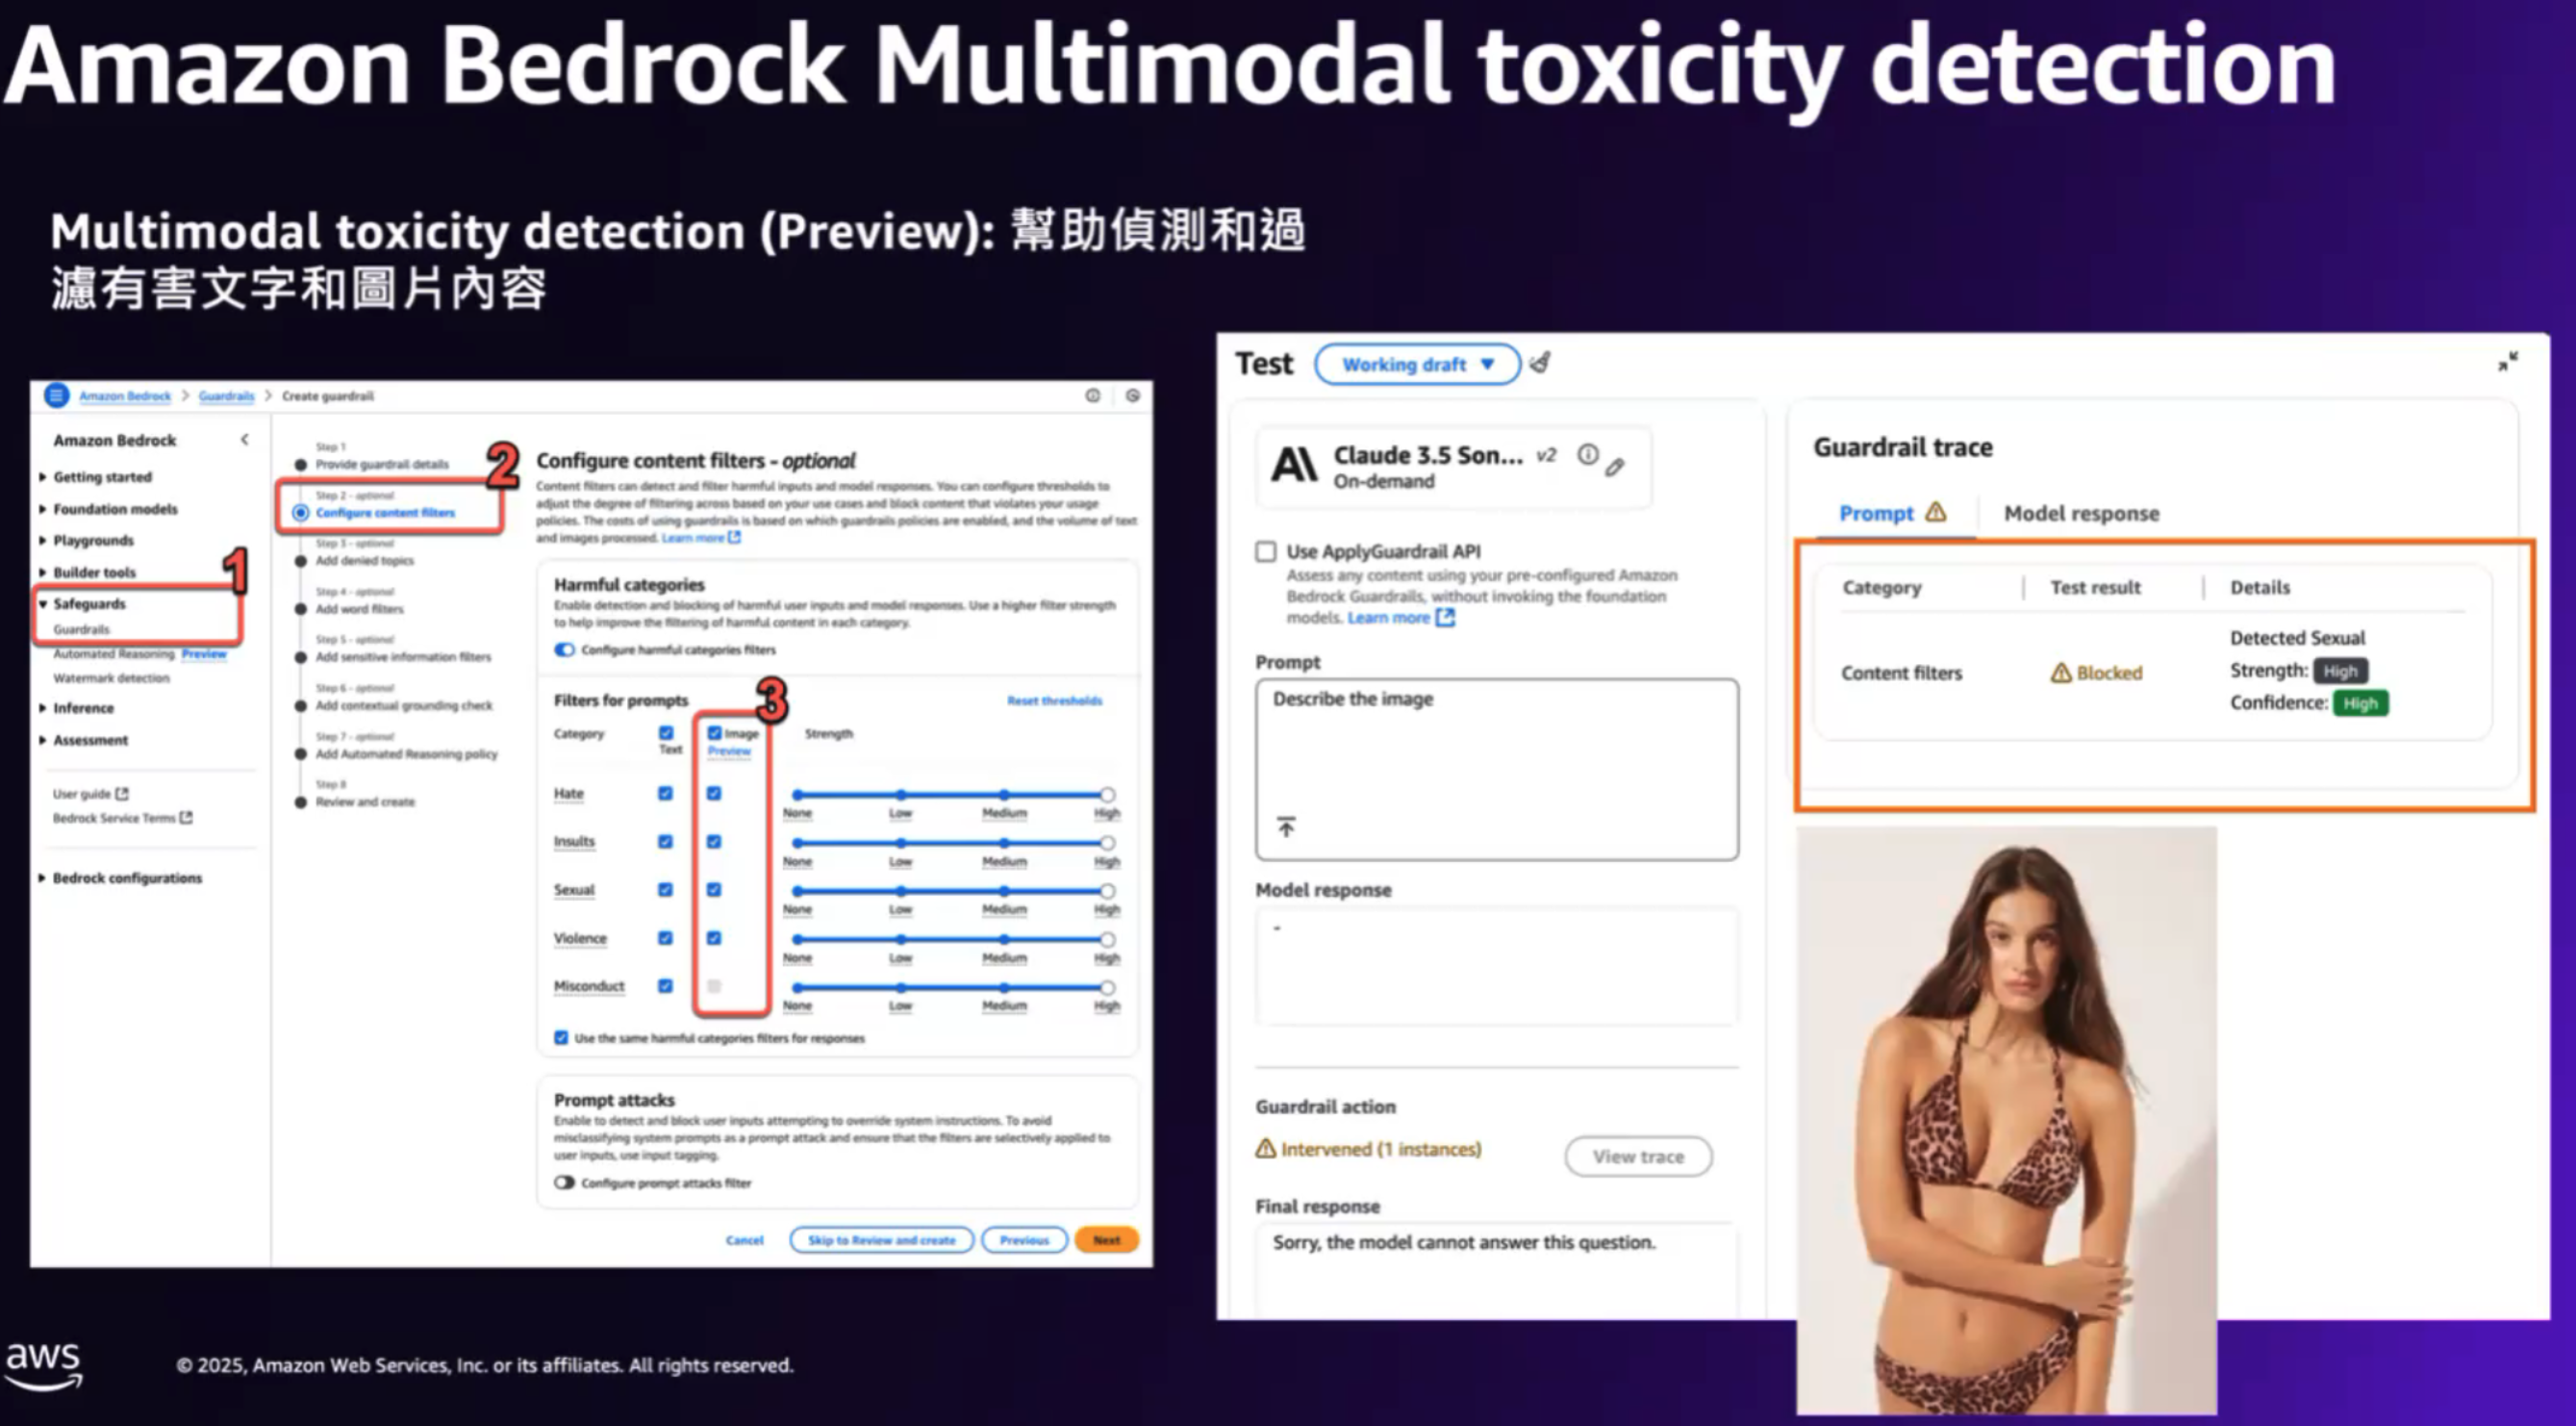 Amazon Bedrock Multimodal toxicity detection
Multimodal toxicity detection (Preview): 幫助偵測和過
濾有害文字和圖片內容
Amazon Bedrock > Guardrails > Create guardrail
Amazon Bedrock
Getting started
Foundation models
Playgrounds
Builder tools
1
Safeguards
Guardrails
Automated Reasoning Preview
Watermark detection
Inference
Assessment
User guide
Bedrock Service Terms
Bedrock configurations
Step 1
Provide guardrail details
2
Step 2 - optional
Configure content filters
Step 3 - optional
Add denied topics
Step 4 - optional
Add word filters
Step 5 - optional
Add sensitive information filters
Step 6 - optional
Add contextual grounding check
Step 7 - optional
Add Automated Reasoning policy
Step 8
Review and create
Configure content filters - optional
Content filters can detect and filter harmful inputs and model responses. You can configure thresholds to
adjust the degree of filtering across based on your use cases and block content that violates your usage
policies. The costs of using guardrails is based on which guardrails policies are enabled, and the volume of text
and images processed. Learn more
Harmful categories
Enable detection and blocking of harmful user inputs and model responses. Use a higher filter strength
to help improve the filtering of harmful content in each category.
Configure harmful categories filters
3
Filters for prompts Reset thresholds
Category Text Image Strength
Preview
Hate
None Low Medium High
Insults
None Low Medium High
Sexual
None Low Medium High
Violence
None Low Medium High
Misconduct
None Low Medium High
Use the same harmful categories filters for responses
Prompt attacks
Enable to detect and block user inputs attempting to override system instructions. To avoid
misclassifying system prompts as a prompt attack and ensure that the filters are selectively applied to
user inputs, use input tagging.
Configure prompt attacks filter
Cancel Skip to Review and create Previous Next
Test Working draft
Claude 3.5 Son... v2
On-demand
Use ApplyGuardrail API
Assess any content using your pre-configured Amazon
Bedrock Guardrails, without invoking the foundation
models. Learn more
Prompt
Describe the image
Model response
-
Guardrail action
Intervened (1 instances) View trace
Final response
Sorry, the model cannot answer this question.
Guardrail trace
Prompt Model response
Category Test result Details
Content filters Blocked
Detected Sexual
Strength: High
Confidence: High
aws
© 2025, Amazon Web Services, Inc. or its affiliates. All rights reserved.